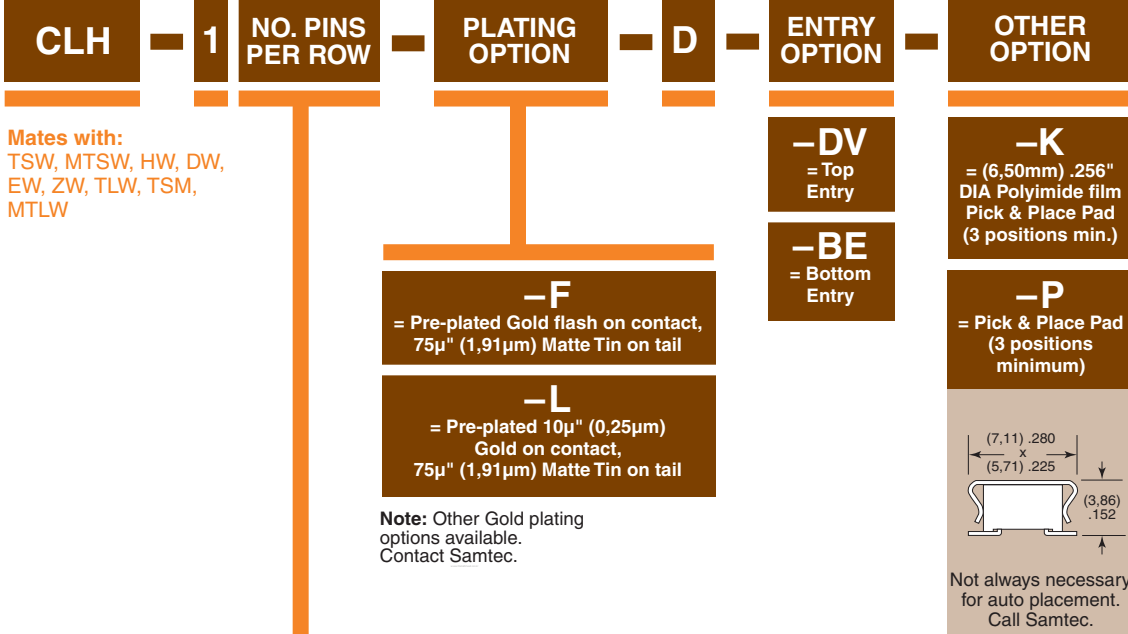 CLH
1
NO. PINS
PER ROW
PLATING
OPTION
D
ENTRY
OPTION
OTHER
OPTION
Mates with:
TSW, MTSW, HW, DW,
EW, ZW, TLW, TSM,
MTLW
–F
= Pre-plated Gold flash on contact,
75µ" (1,91µm) Matte Tin on tail
–L
= Pre-plated 10µ" (0,25µm)
Gold on contact,
75µ" (1,91µm) Matte Tin on tail
Note: Other Gold plating
options available.
Contact Samtec.
–DV
= Top
Entry
–BE
= Bottom
Entry
–K
= (6,50mm) .256"
DIA Polyimide film
Pick & Place Pad
(3 positions min.)
–P
= Pick & Place Pad
(3 positions
minimum)
(7,11) .280
x
(5,71) .225
(3,86)
.152
Not always necessary
for auto placement.
Call Samtec.